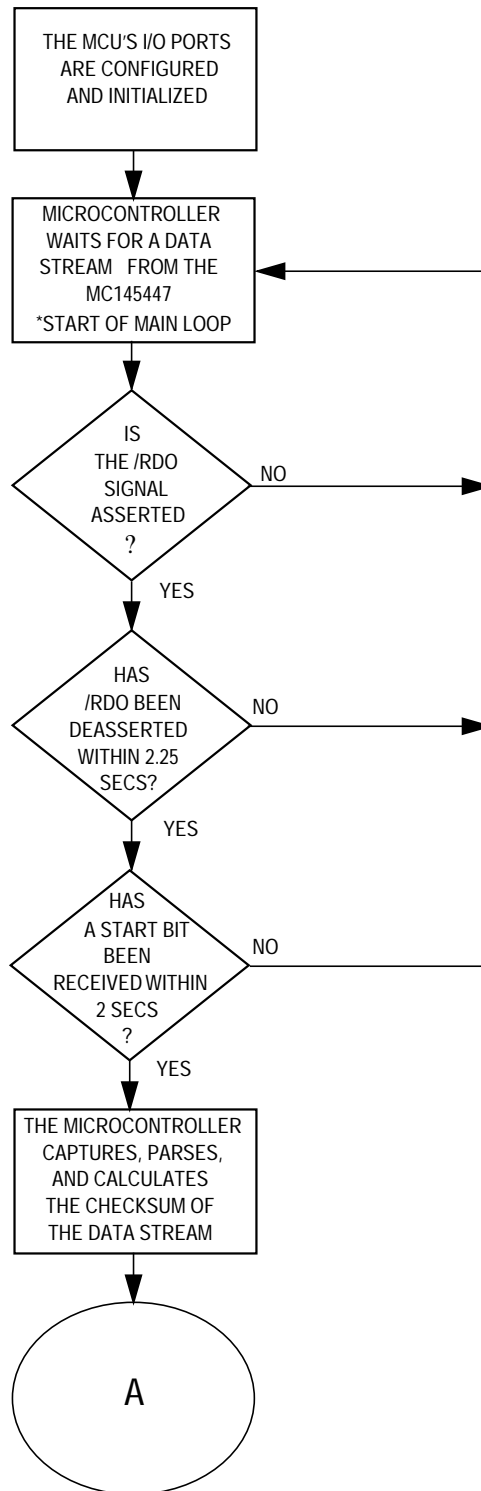 THE MCU'S I/O PORTS
ARE CONFIGURED
AND INITIALIZED
MICROCONTROLLER
WAITS FOR A DATA
STREAM FROM THE
MC145447
*START OF MAIN LOOP
IS
THE /RDO
SIGNAL
ASSERTED
?
NO
YES
HAS
/RDO BEEN
DEASSERTED
WITHIN 2.25
SECS?
NO
YES
HAS
A START BIT
BEEN
RECEIVED WITHIN
2 SECS
?
NO
YES
THE MICROCONTROLLER
CAPTURES, PARSES,
AND CALCULATES
THE CHECKSUM OF
THE DATA STREAM
A